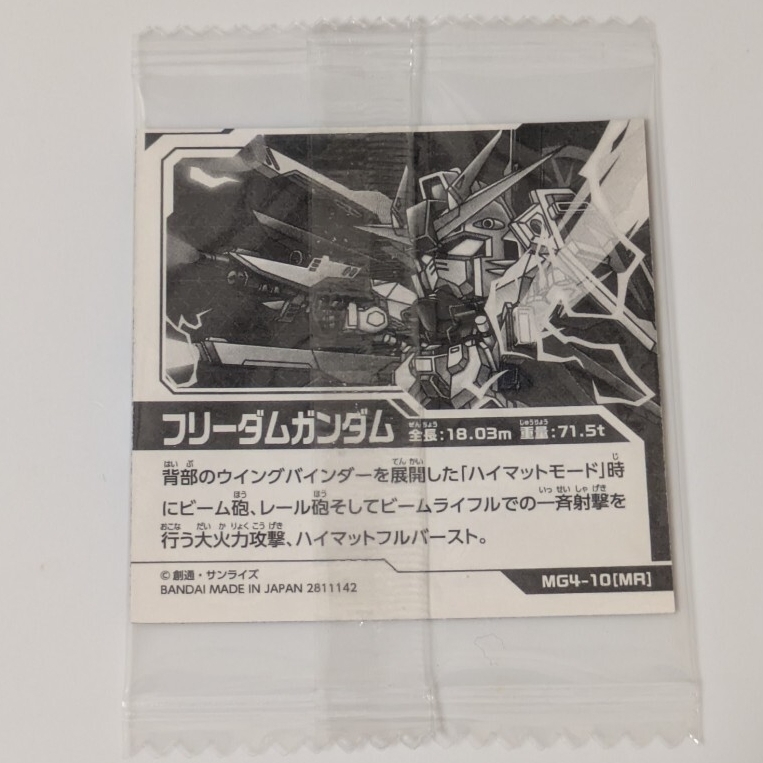 フリーダムガンダム 全長:18.03m 重量:71.5t
背部のウイングバインダーを展開した「ハイマットモード」時
にビーム砲、レール砲そしてビームライフルでの一斉射撃を
行う大火力攻撃、ハイマットフルバースト。
©創通・サンライズ
BANDAI MADE IN JAPAN 2811142
MG4-10[MR]